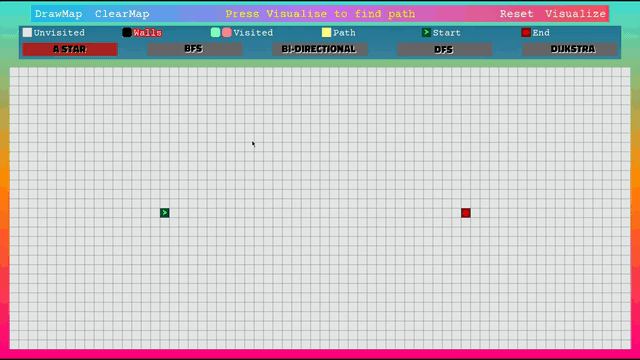 DrawMap ClearMap Press Visualise to find path Reset Visualize
Unvisited Walls Visited Path Start End
A STAR BFS BI-DIRECTIONAL DFS DIJKSTRA